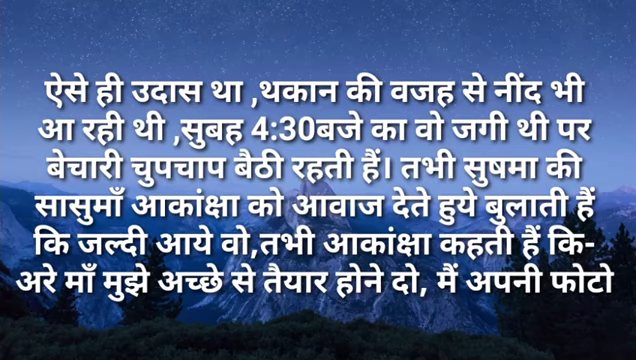 ऐसे ही उदास था ,थकान की वजह से नींद भी
आ रही थी ,सुबह 4:30बजे का वो जगी थी पर
बेचारी चुपचाप बैठी रहती हैं। तभी सुषमा की
सासुमाँ आकांक्षा को आवाज देते हुये बुलाती हैं
कि जल्दी आये वो,तभी आकांक्षा कहती हैं कि-
अरे माँ मुझे अच्छे से तैयार होने दो, मैं अपनी फोटो